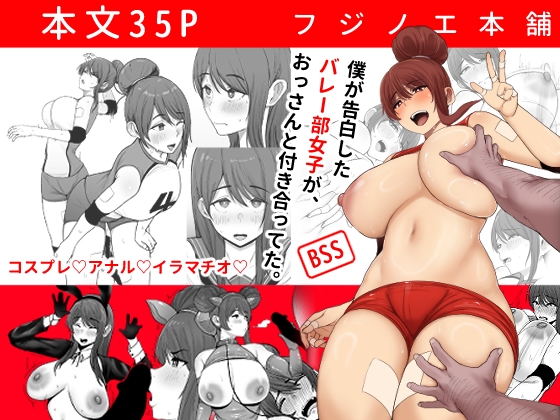 本文35P
フジノエ本舗
僕が告白した
バレー部女子が、
おっさんと付き合ってた。
BSS
4
コスプレ♡アナル♡イラマチオ♡